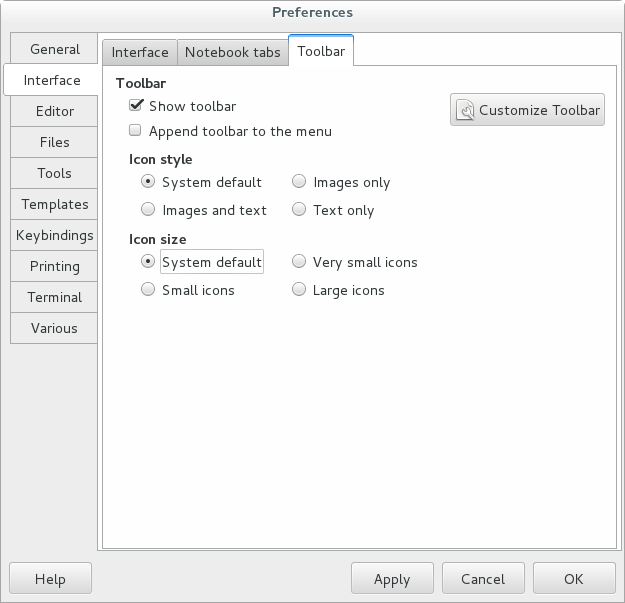 Preferences
General
Interface
Editor
Files
Tools
Templates
Keybindings
Printing
Terminal
Various
Interface Notebook tabs Toolbar
Toolbar
Show toolbar
Customize Toolbar
Append toolbar to the menu
Icon style
System default Images only
Images and text Text only
Icon size
System default Very small icons
Small icons Large icons
Help Apply Cancel OK